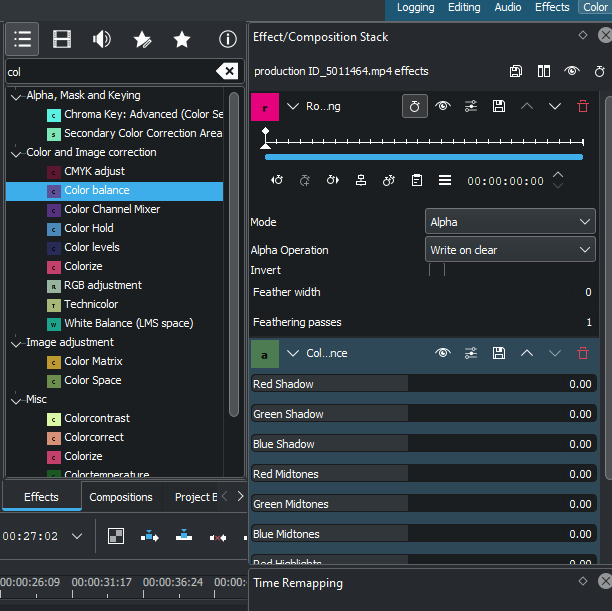 Logging Editing Audio Effects Color
Effect/Composition Stack
col
production ID_5011464.mp4 effects
Alpha, Mask and Keying
c Chroma Key: Advanced (Color Se
s Secondary Color Correction Area
Color and Image correction
c CMYK adjust
c Color balance
c Color Channel Mixer
c Color Hold
c Color levels
c Colorize
R RGB adjustment
T Technicolor
w White Balance (LMS space)
Image adjustment
c Color Matrix
c Color Space
Misc
c Colorcontrast
c Colorcorrect
c Colorize
c Colortemperature
r Ro...ng
00:00:00:00
Mode Alpha
Alpha Operation Write on clear
Invert
Feather width 0
Feathering passes 1
a Col...nce
Red Shadow 0.00
Green Shadow 0.00
Blue Shadow 0.00
Red Midtones 0.00
Green Midtones 0.00
Blue Midtones 0.00
Red Highlights
Effects Compositions Project B
00:27:02
Time Remapping
00:00:26:09 00:00:31:17 00:00:36:24 00:00: